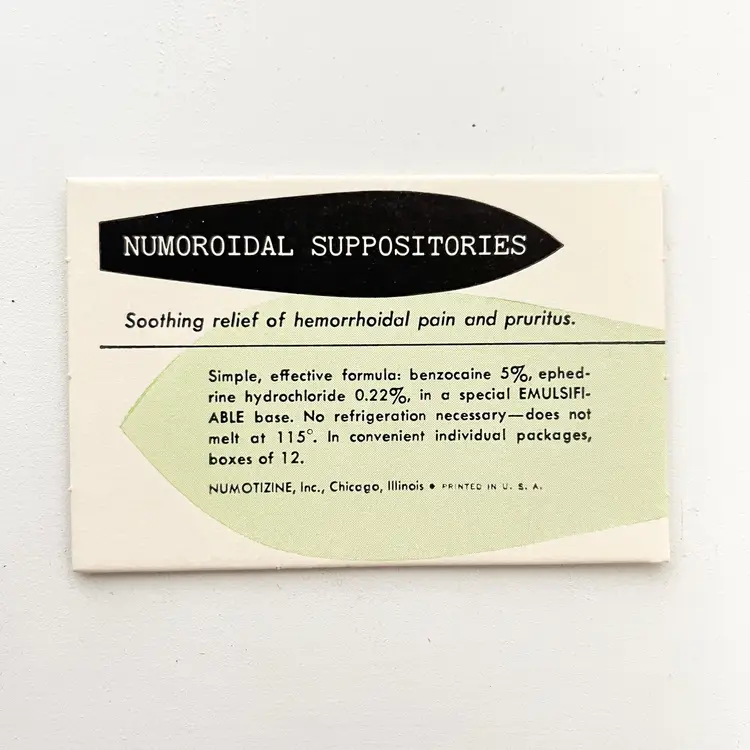 NUMOROIDAL SUPPOSITORIES
Soothing relief of hemorrhoidal pain and pruritus.
Simple, effective formula: benzocaine 5%, ephed-
rine hydrochloride 0.22%, in a special EMULSIFI-
ABLE base. No refrigeration necessary—does not
melt at 115°. In convenient individual packages,
boxes of 12.
NUMOTIZINE, Inc., Chicago, Illinois • PRINTED IN U. S. A.